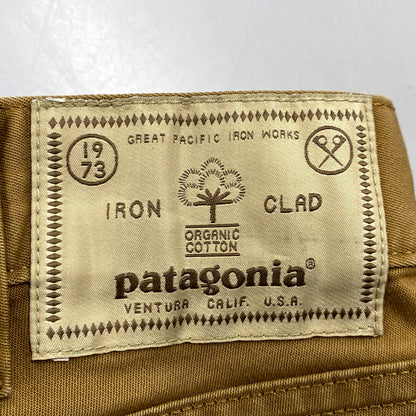 GREAT PACIFIC IRON WORKS
19
73
IRON CLAD
ORGANIC
COTTON
patagonia®
VENTURA CALIF. U.S.A.